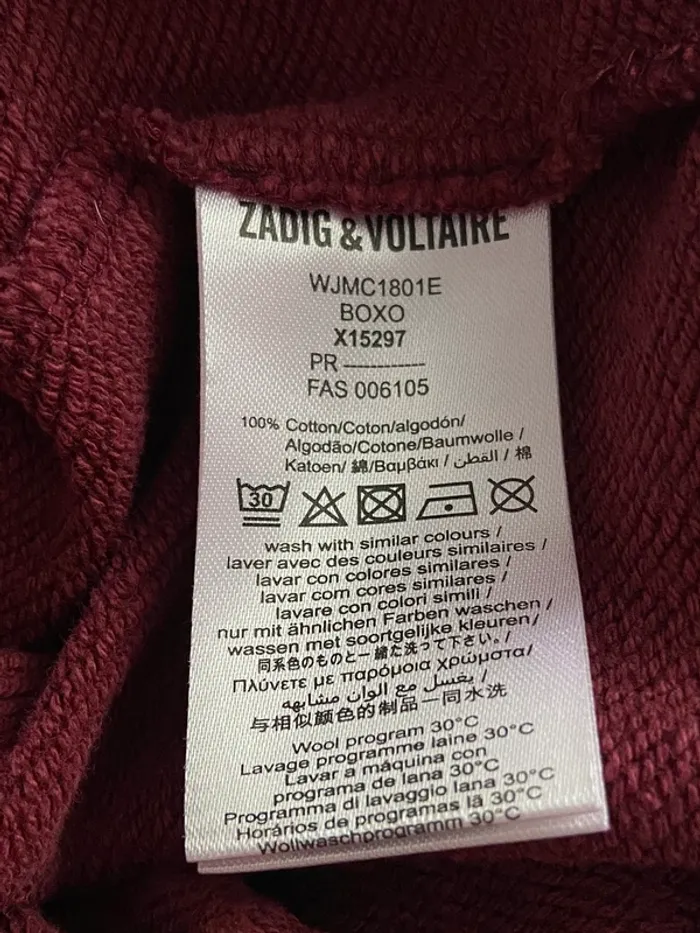 ZADIG & VOLTAIRE
WJMC1801E
BOXO
X15297
PR ------------
FAS 006105
100% Cotton/Coton/algodón/
Algodão/Cotone/Baumwolle /
Katoen/ 綿/Βαμβάκι / القطن / 棉
30
wash with similar colours /
laver avec des couleurs similaires /
lavar con colores similares /
lavar com cores similares /
lavare con colori simili /
nur mit ähnlichen Farben waschen /
wassen met soortgelijke kleuren/
同系色のものと一緒に洗って下さい。/
Πλύνετε με παρόμοια χρώματα/
يغسل مع الوان مشابهه /
与相似颜色的制品一同水洗
Wool program 30°C
Lavage programme laine 30°C
Lavar a máquina con
programa de lana 30°C
Programma di lavaggio lana 30°C
Horários de programas lã 30°C
Wollwaschprogramm 30°C